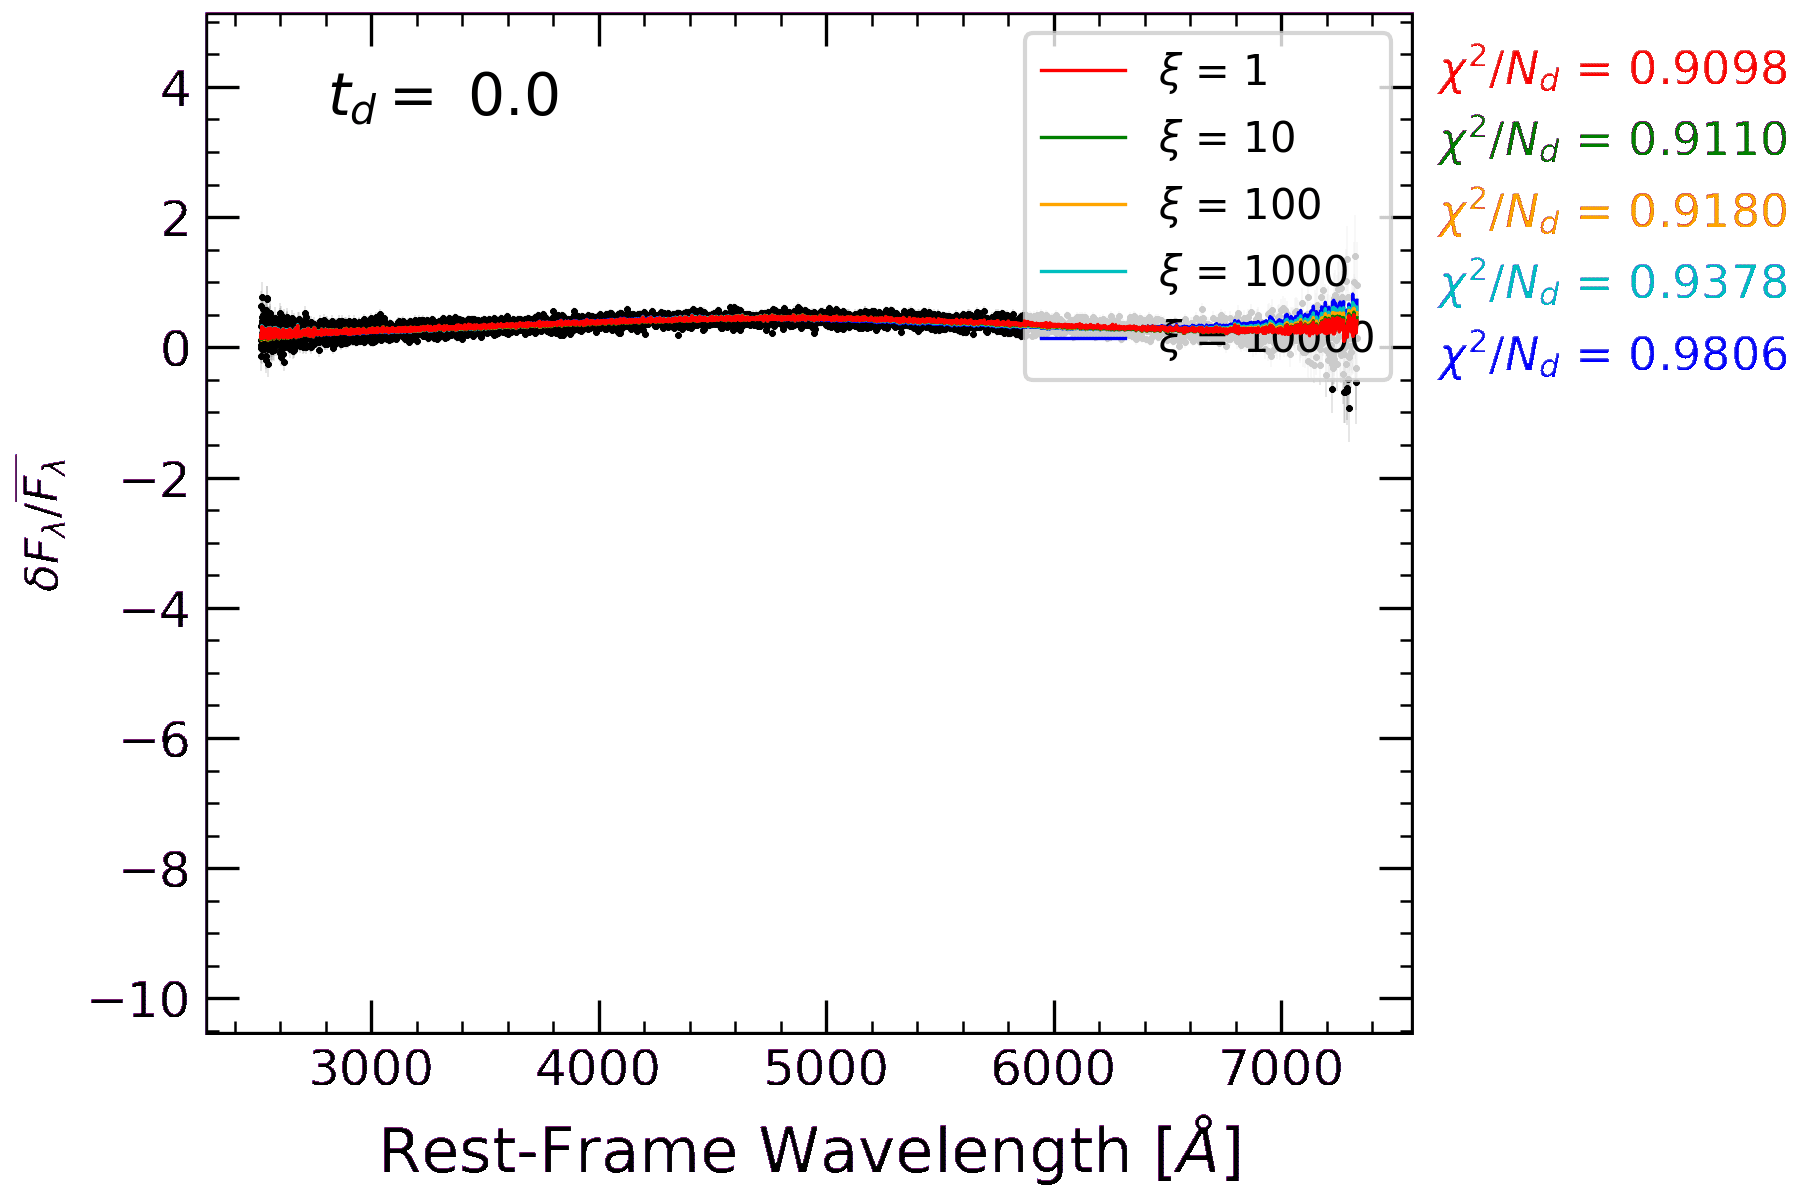 t_d = 0.0
ξ = 1
ξ = 10
ξ = 100
ξ = 1000
ξ = 10000
χ²/N_d = 0.9098
χ²/N_d = 0.9110
χ²/N_d = 0.9180
χ²/N_d = 0.9378
χ²/N_d = 0.9806
4
2
0
−2
−4
−6
−8
−10
δF_λ/F̅_λ
3000 4000 5000 6000 7000
Rest-Frame Wavelength [Å]